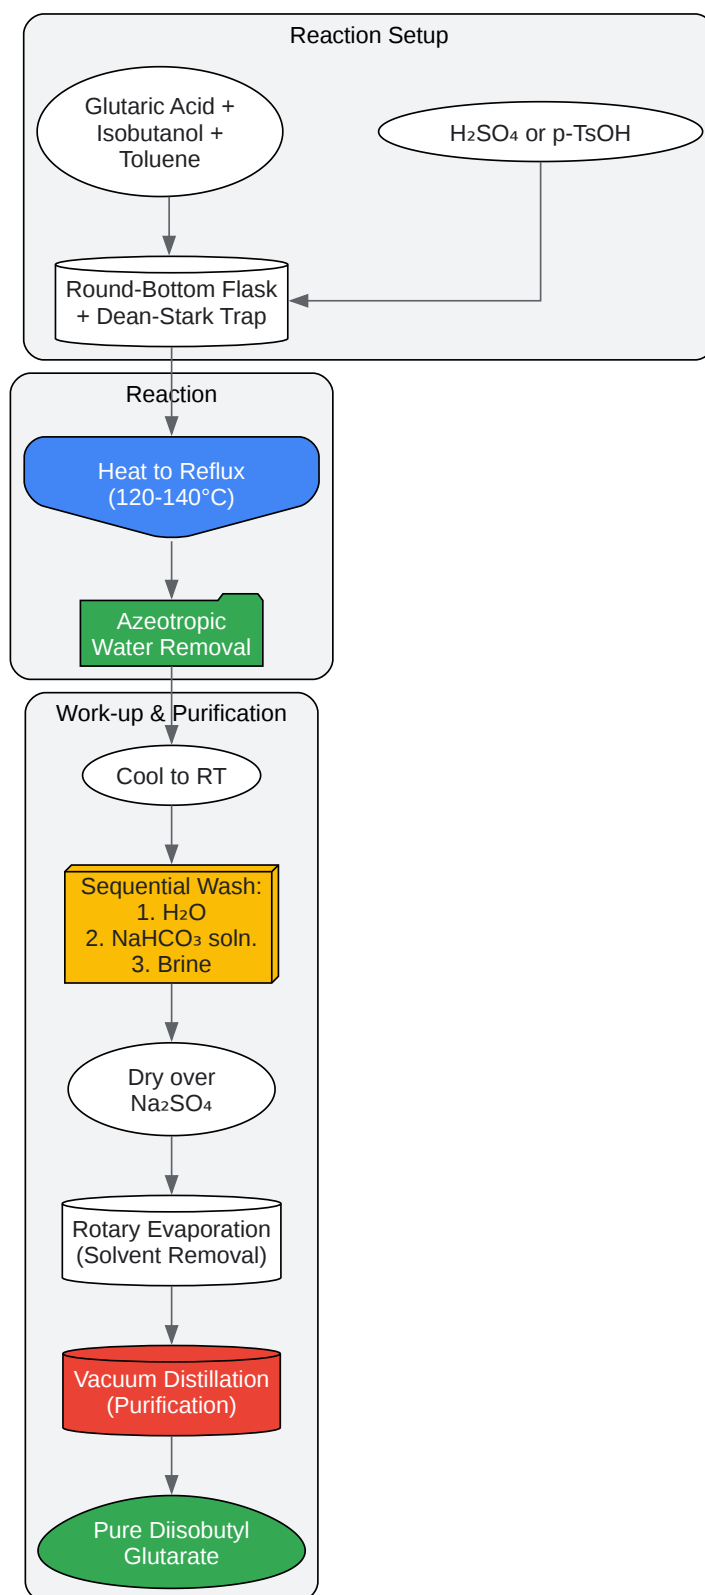 Reaction Setup
Glutaric Acid +
Isobutanol +
Toluene
H₂SO₄ or p-TsOH
Round-Bottom Flask
+ Dean-Stark Trap
Reaction
Heat to Reflux
(120-140°C)
Azeotropic
Water Removal
Work-up & Purification
Cool to RT
Sequential Wash:
1. H₂O
2. NaHCO₃ soln.
3. Brine
Dry over
Na₂SO₄
Rotary Evaporation
(Solvent Removal)
Vacuum Distillation
(Purification)
Pure Diisobutyl
Glutarate